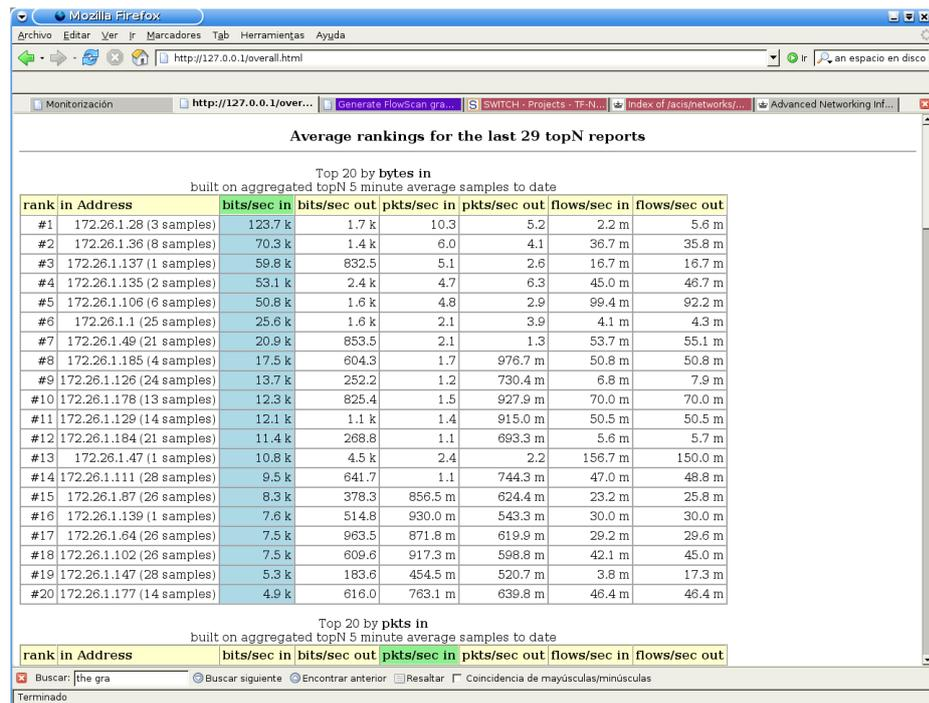 Mozilla Firefox
Archivo Editar Ver Ir Marcadores Tab Herramientas Ayuda
http://127.0.0.1/overall.html Ir an espacio en disco
Monitorización http://127.0.0.1/over... Generate FlowScan gra... SWITCH - Projects - TF-N... Index of /acis/networks/... Advanced Networking Inf...
Average rankings for the last 29 topN reports
Top 20 by bytes in
built on aggregated topN 5 minute average samples to date
rank in Address bits/sec in bits/sec out pkts/sec in pkts/sec out flows/sec in flows/sec out
#1 172.26.1.28 (3 samples) 123.7 k 1.7 k 10.3 5.2 2.2 m 5.6 m
#2 172.26.1.36 (8 samples) 70.3 k 1.4 k 6.0 4.1 36.7 m 35.8 m
#3 172.26.1.137 (1 samples) 59.8 k 832.5 5.1 2.6 16.7 m 16.7 m
#4 172.26.1.135 (2 samples) 53.1 k 2.4 k 4.7 6.3 45.0 m 46.7 m
#5 172.26.1.106 (6 samples) 50.8 k 1.6 k 4.8 2.9 99.4 m 92.2 m
#6 172.26.1.1 (25 samples) 25.6 k 1.6 k 2.1 3.9 4.1 m 4.3 m
#7 172.26.1.49 (21 samples) 20.9 k 853.5 2.1 1.3 53.7 m 55.1 m
#8 172.26.1.185 (4 samples) 17.5 k 604.3 1.7 976.7 m 50.8 m 50.8 m
#9 172.26.1.126 (24 samples) 13.7 k 252.2 1.2 730.4 m 6.8 m 7.9 m
#10 172.26.1.178 (13 samples) 12.3 k 825.4 1.5 927.9 m 70.0 m 70.0 m
#11 172.26.1.129 (14 samples) 12.1 k 1.1 k 1.4 915.0 m 50.5 m 50.5 m
#12 172.26.1.184 (21 samples) 11.4 k 268.8 1.1 693.3 m 5.6 m 5.7 m
#13 172.26.1.47 (1 samples) 10.8 k 4.5 k 2.4 2.2 156.7 m 150.0 m
#14 172.26.1.111 (28 samples) 9.5 k 641.7 1.1 744.3 m 47.0 m 48.8 m
#15 172.26.1.87 (26 samples) 8.3 k 378.3 856.5 m 624.4 m 23.2 m 25.8 m
#16 172.26.1.139 (1 samples) 7.6 k 514.8 930.0 m 543.3 m 30.0 m 30.0 m
#17 172.26.1.64 (26 samples) 7.5 k 963.5 871.8 m 619.9 m 29.2 m 29.6 m
#18 172.26.1.102 (26 samples) 7.5 k 609.6 917.3 m 598.8 m 42.1 m 45.0 m
#19 172.26.1.147 (28 samples) 5.3 k 183.6 454.5 m 520.7 m 3.8 m 17.3 m
#20 172.26.1.177 (14 samples) 4.9 k 616.0 763.1 m 639.8 m 46.4 m 46.4 m
Top 20 by pkts in
built on aggregated topN 5 minute average samples to date
rank in Address bits/sec in bits/sec out pkts/sec in pkts/sec out flows/sec in flows/sec out
Buscar: the gra Buscar siguiente Encontrar anterior Resaltar Coincidencia de mayúsculas/minúsculas
Terminado